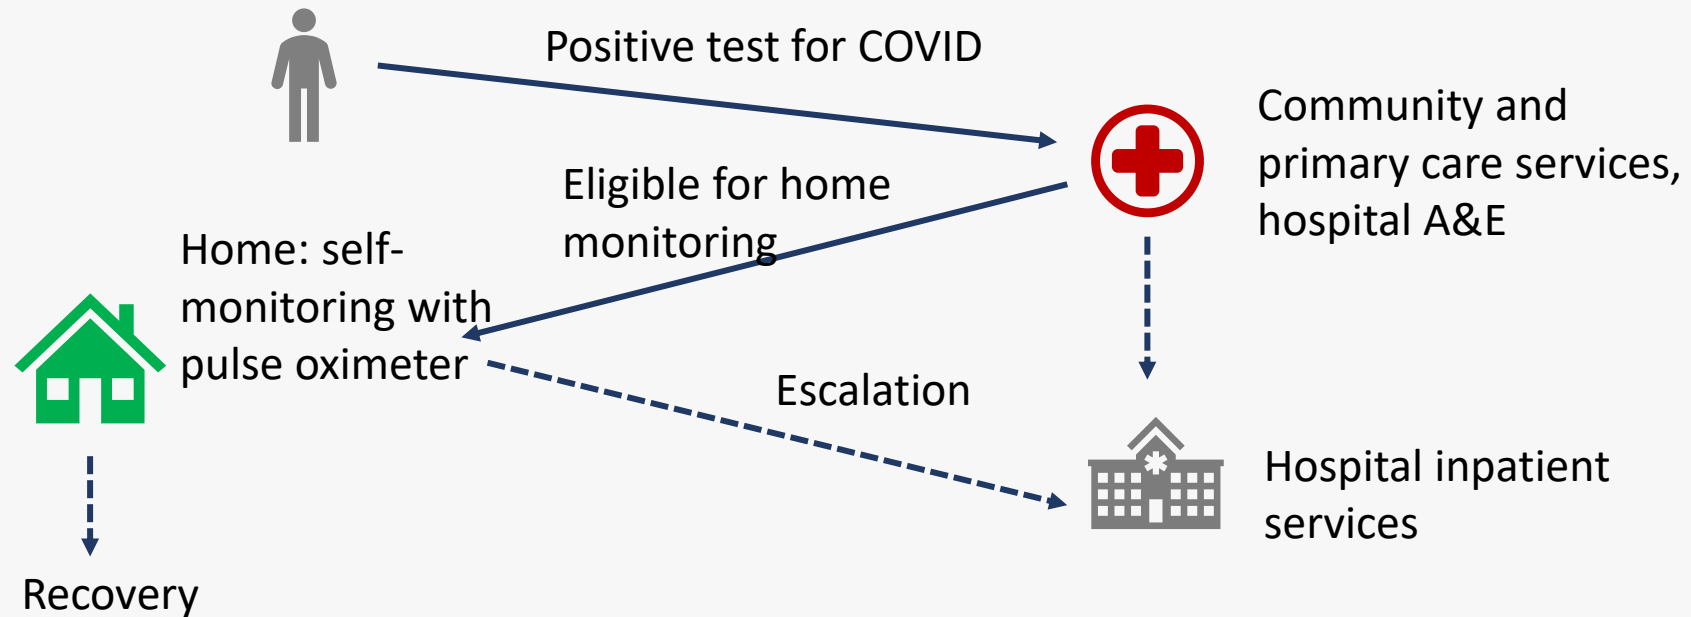 Positive test for COVID
Community and
primary care services,
hospital A&E
Eligible for home
monitoring
Home: self-
monitoring with
pulse oximeter
Escalation
Hospital inpatient
services
Recovery